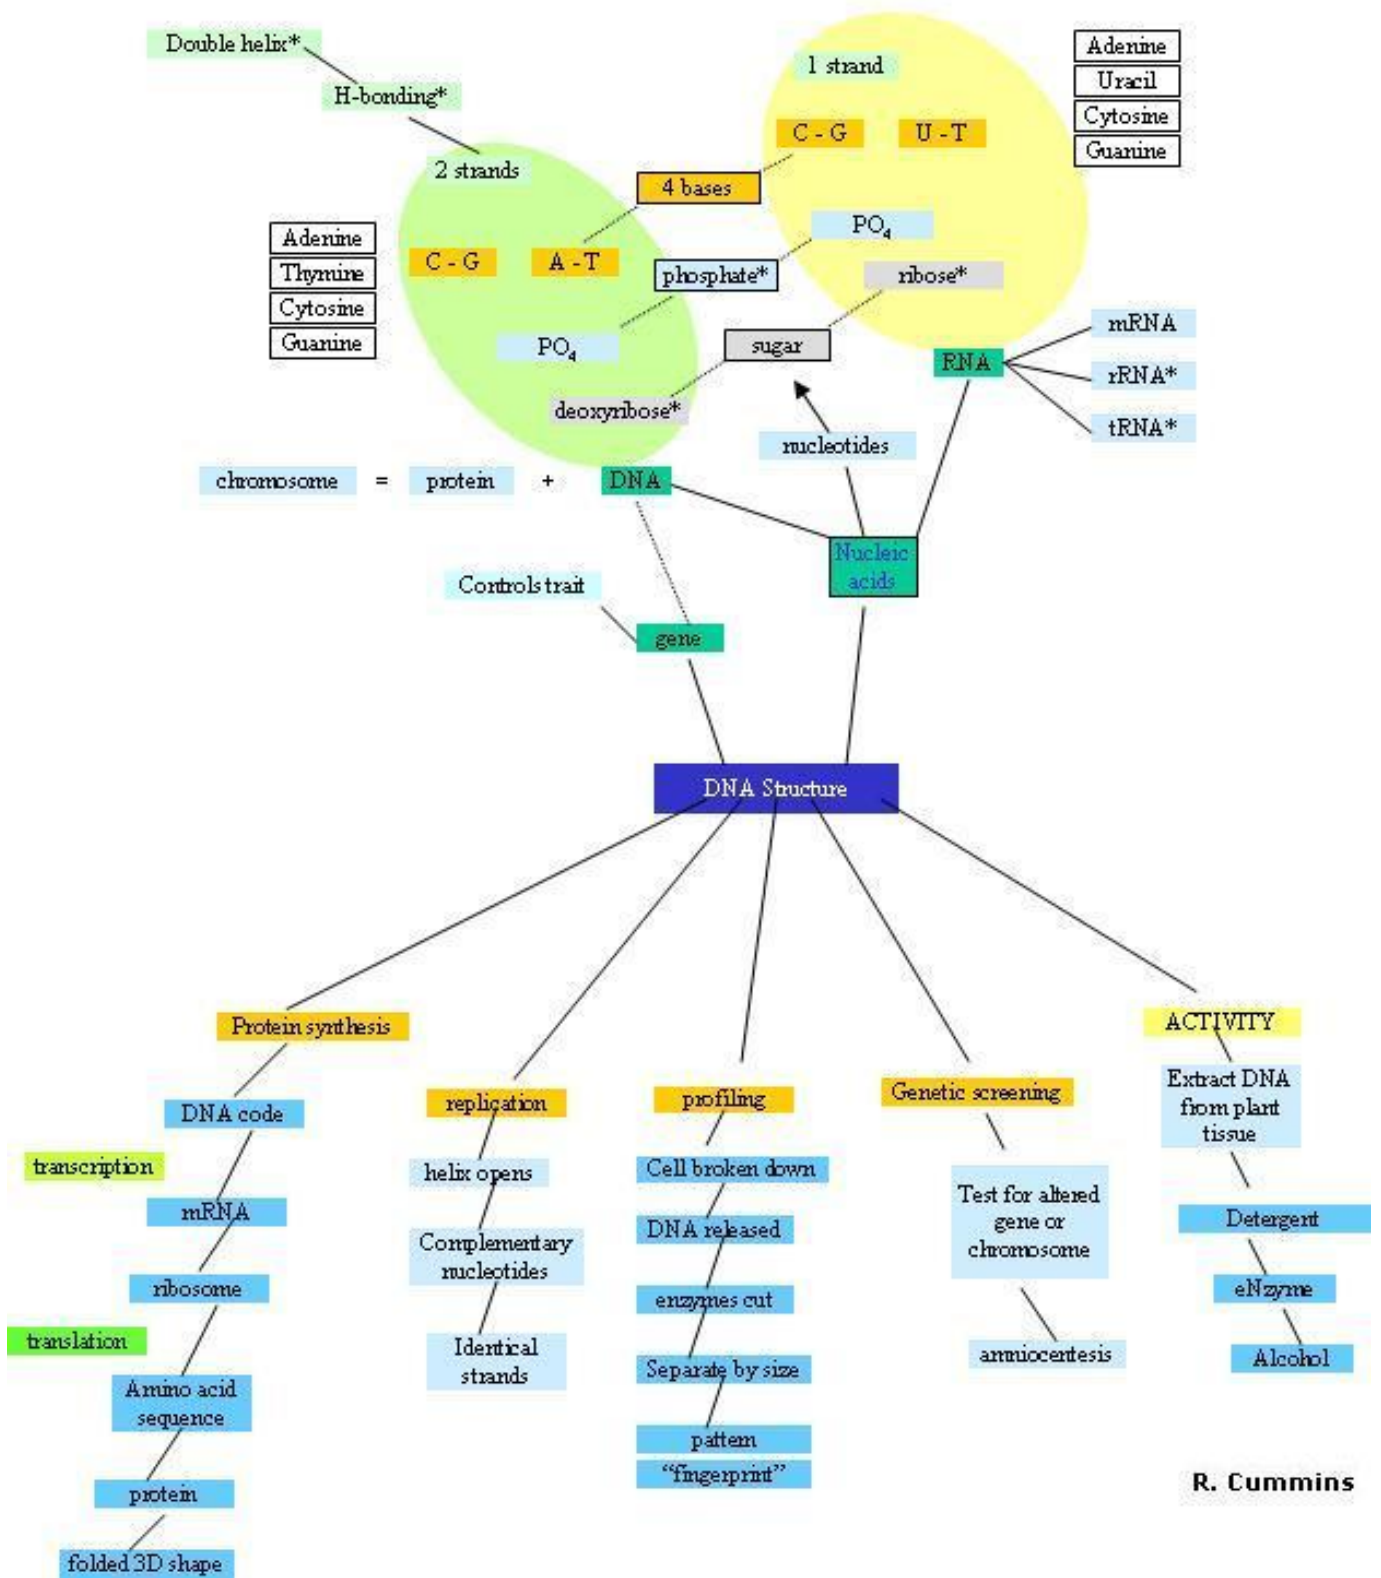 Double helix*
H-bonding*
2 strands
1 strand
Adenine
Uracil
Cytosine
Guanine
C - G
U - T
4 bases
Adenine
Thymine
Cytosine
Guanine
C - G
A - T
PO₄
phosphate*
PO₄
ribose*
sugar
deoxyribose*
RNA
mRNA
rRNA*
tRNA*
nucleotides
chromosome = protein + DNA
Nucleic
acids
Controls trait
gene
DNA Structure
Protein synthesis
DNA code
transcription
mRNA
ribosome
translation
Amino acid
sequence
protein
folded 3D shape
replication
helix opens
Complementary
nucleotides
Identical
strands
profiling
Cell broken down
DNA released
enzymes cut
Separate by size
pattern
“fingerprint”
Genetic screening
Test for altered
gene or
chromosome
amniocentesis
ACTIVITY
Extract DNA
from plant
tissue
Detergent
eNzyme
Alcohol
R. Cummins